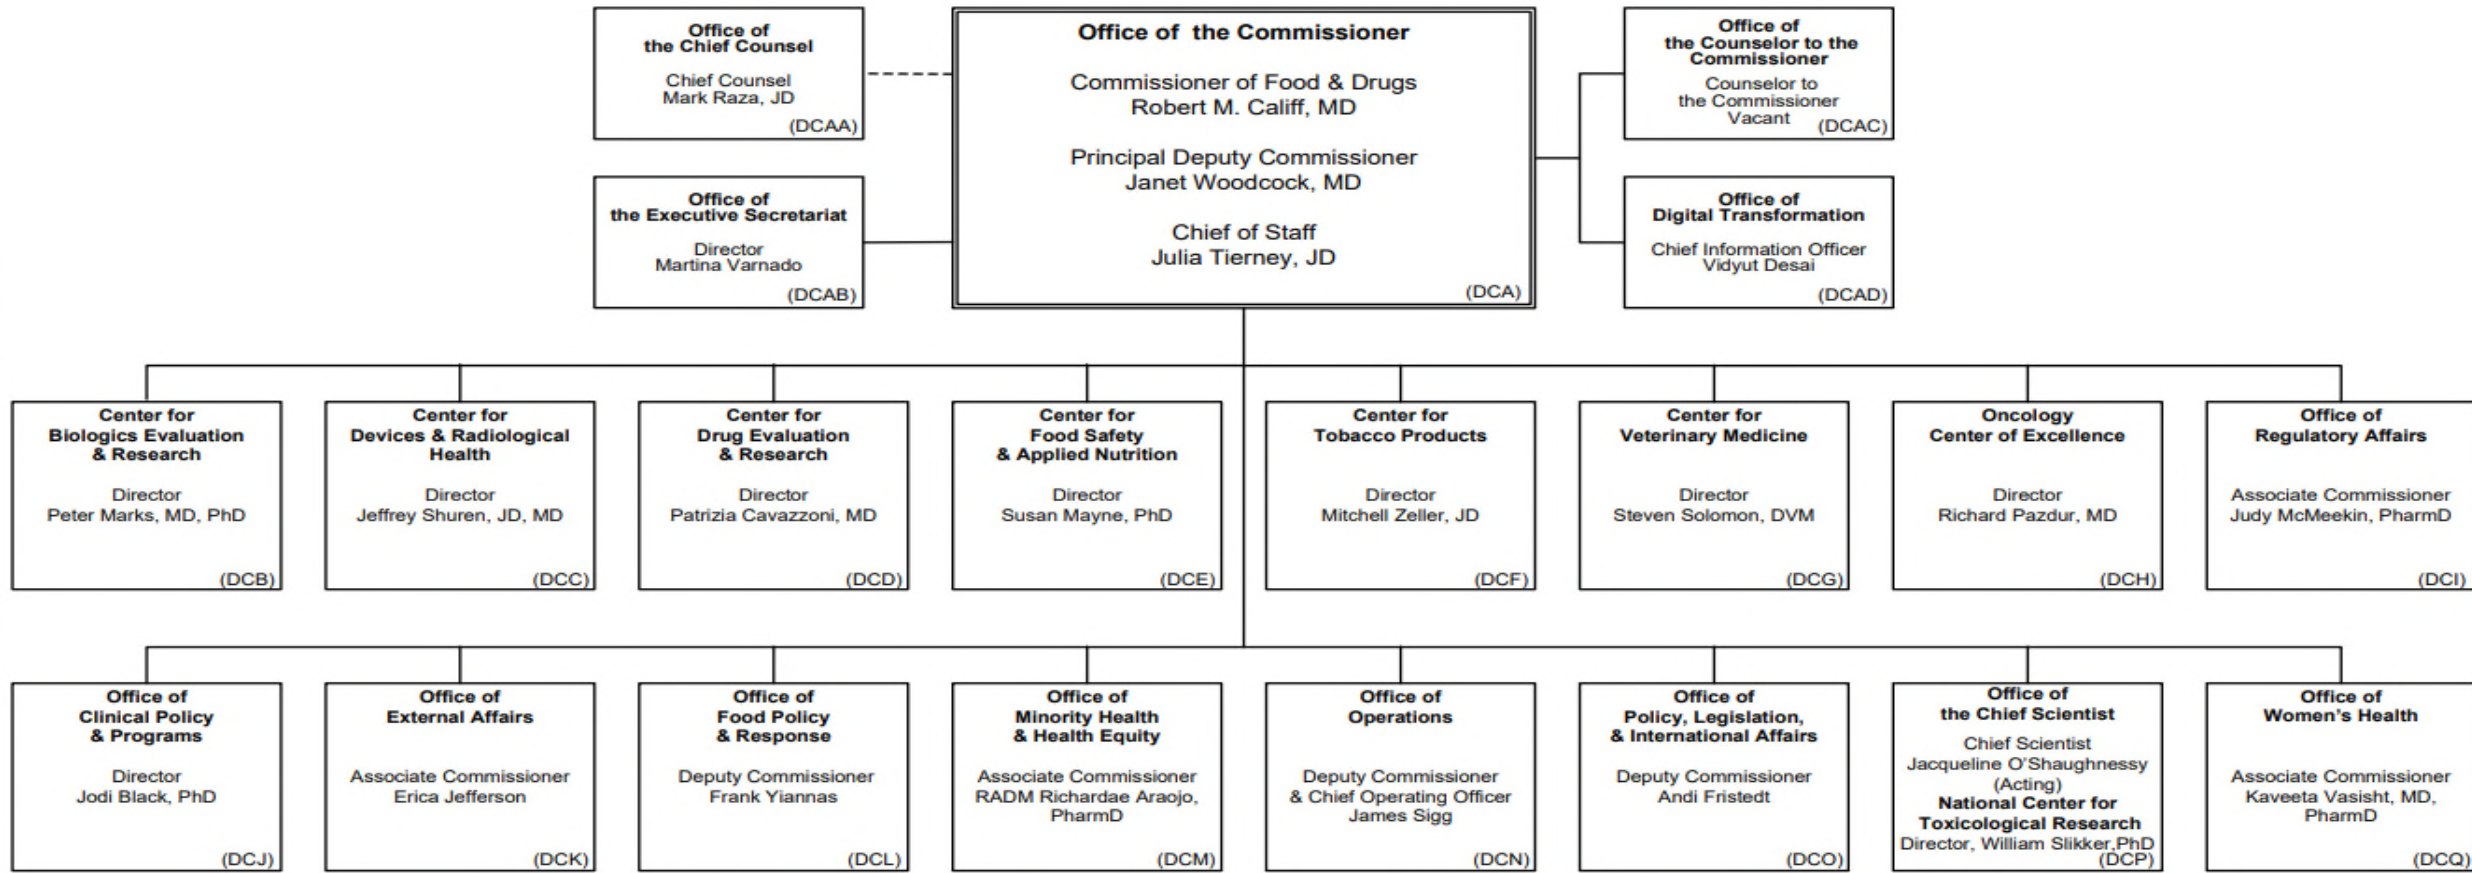 Office of
the Chief Counsel
Chief Counsel
Mark Raza, JD
(DCAA)
Office of the Commissioner
Commissioner of Food & Drugs
Robert M. Califf, MD
Principal Deputy Commissioner
Janet Woodcock, MD
Chief of Staff
Julia Tierney, JD
(DCA)
Office of
the Counselor to the
Commissioner
Counselor to
the Commissioner
Vacant
(DCAC)
Office of
the Executive Secretariat
Director
Martina Varnado
(DCAB)
Office of
Digital Transformation
Chief Information Officer
Vidyut Desai
(DCAD)
Center for
Biologics Evaluation
& Research
Director
Peter Marks, MD, PhD
(DCB)
Center for
Devices & Radiological
Health
Director
Jeffrey Shuren, JD, MD
(DCC)
Center for
Drug Evaluation
& Research
Director
Patrizia Cavazzoni, MD
(DCD)
Center for
Food Safety
& Applied Nutrition
Director
Susan Mayne, PhD
(DCE)
Center for
Tobacco Products
Director
Mitchell Zeller, JD
(DCF)
Center for
Veterinary Medicine
Director
Steven Solomon, DVM
(DCG)
Oncology
Center of Excellence
Director
Richard Pazdur, MD
(DCH)
Office of
Regulatory Affairs
Associate Commissioner
Judy McMeekin, PharmD
(DCI)
Office of
Clinical Policy
& Programs
Director
Jodi Black, PhD
(DCJ)
Office of
External Affairs
Associate Commissioner
Erica Jefferson
(DCK)
Office of
Food Policy
& Response
Deputy Commissioner
Frank Yiannas
(DCL)
Office of
Minority Health
& Health Equity
Associate Commissioner
RADM Richardae Araojo,
PharmD
(DCM)
Office of
Operations
Deputy Commissioner
& Chief Operating Officer
James Sigg
(DCN)
Office of
Policy, Legislation,
& International Affairs
Deputy Commissioner
Andi Fristedt
(DCO)
Office of
the Chief Scientist
Chief Scientist
Jacqueline O'Shaughnessy
(Acting)
National Center for
Toxicological Research
Director, William Slikker,PhD
(DCP)
Office of
Women's Health
Associate Commissioner
Kaveeta Vasisht, MD,
PharmD
(DCQ)